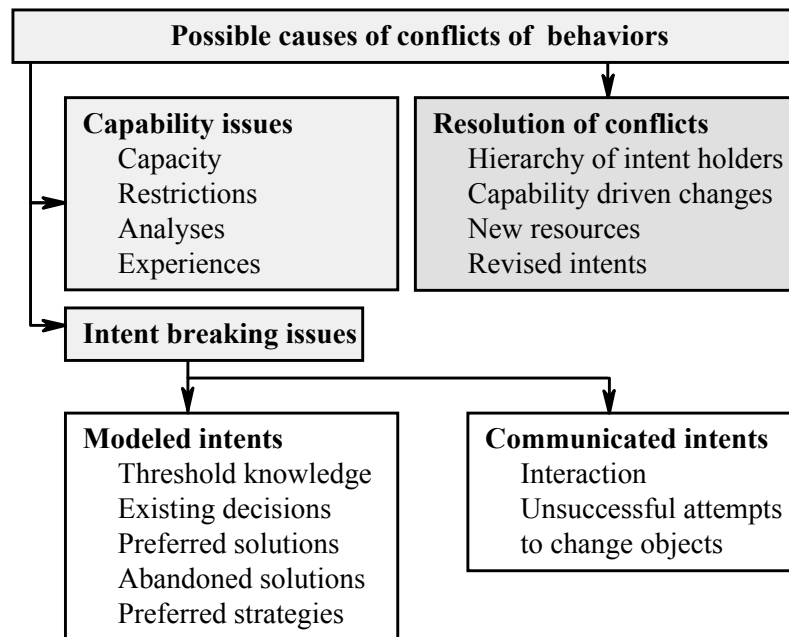 Possible causes of conflicts of behaviors
Capability issues
Capacity
Restrictions
Analyses
Experiences
Resolution of conflicts
Hierarchy of intent holders
Capability driven changes
New resources
Revised intents
Intent breaking issues
Modeled intents
Threshold knowledge
Existing decisions
Preferred solutions
Abandoned solutions
Preferred strategies
Communicated intents
Interaction
Unsuccessful attempts
to change objects